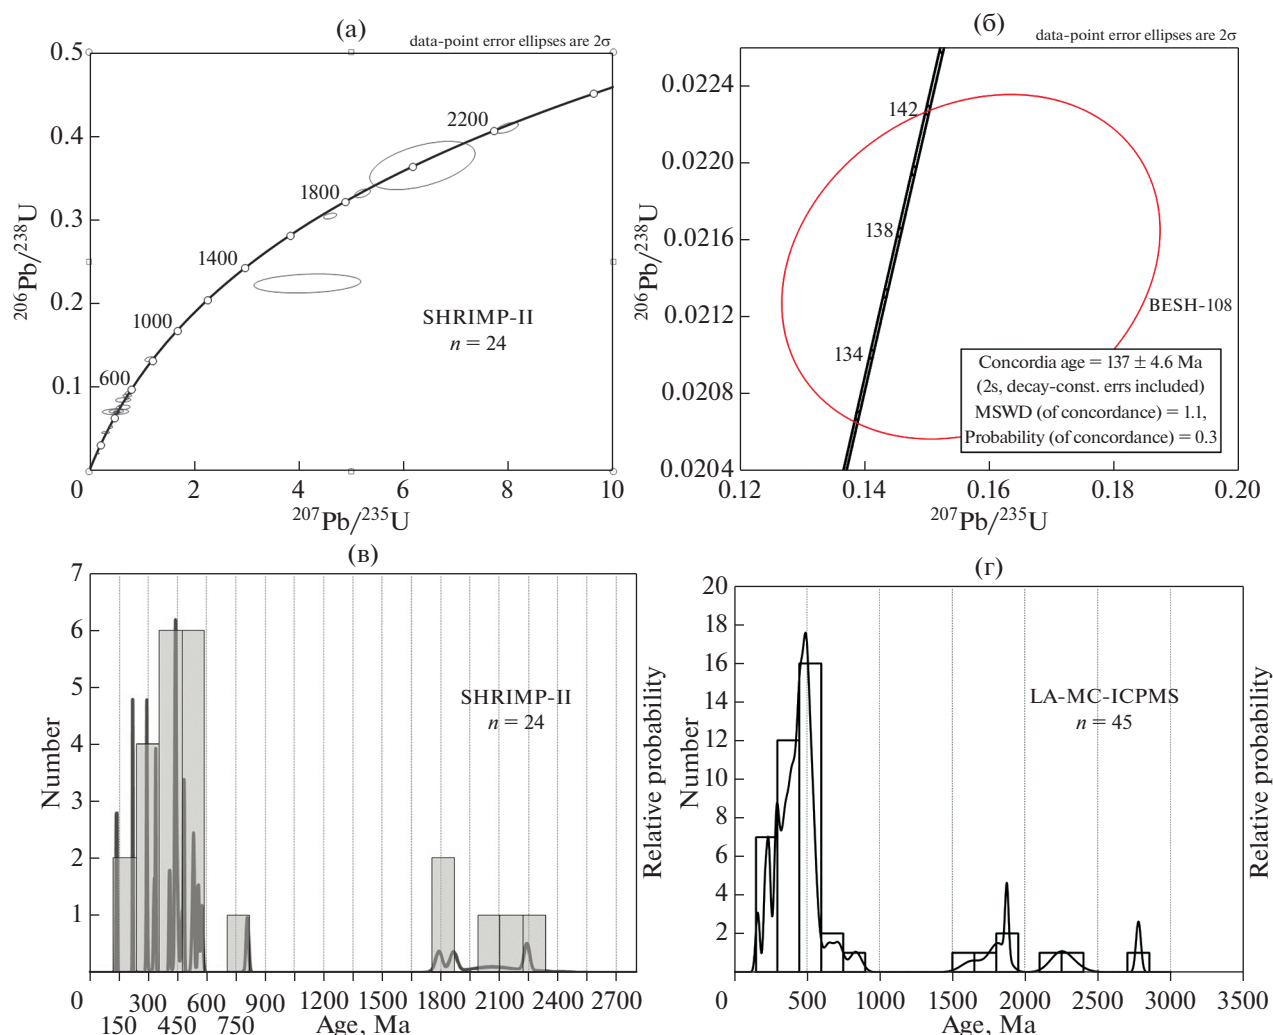 (а)
data-point error ellipses are 2σ
0.5
0.4
0.3
0.2
0.1
206Pb/238U
2200
1800
1400
1000
600
SHRIMP-II
n = 24
0 2 4 6 8 10
207Pb/235U
(б)
data-point error ellipses are 2σ
0.0224
0.0220
0.0216
0.0212
0.0208
0.0204
206Pb/238U
142
138
134
BESH-108
Concordia age = 137 ± 4.6 Ma
(2s, decay-const. errs included)
MSWD (of concordance) = 1.1,
Probability (of concordance) = 0.3
0.12 0.14 0.16 0.18 0.20
207Pb/235U
(в)
7
6
5
4
3
2
1
Number
SHRIMP-II
n = 24
Relative probability
0 300 600 900 1200 1500 1800 2100 2400 2700
150 450 750
Age, Ma
(г)
20
18
16
14
12
10
8
6
4
2
Number
LA-MC-ICPMS
n = 45
Relative probability
0 500 1000 1500 2000 2500 3000 3500
Age, Ma